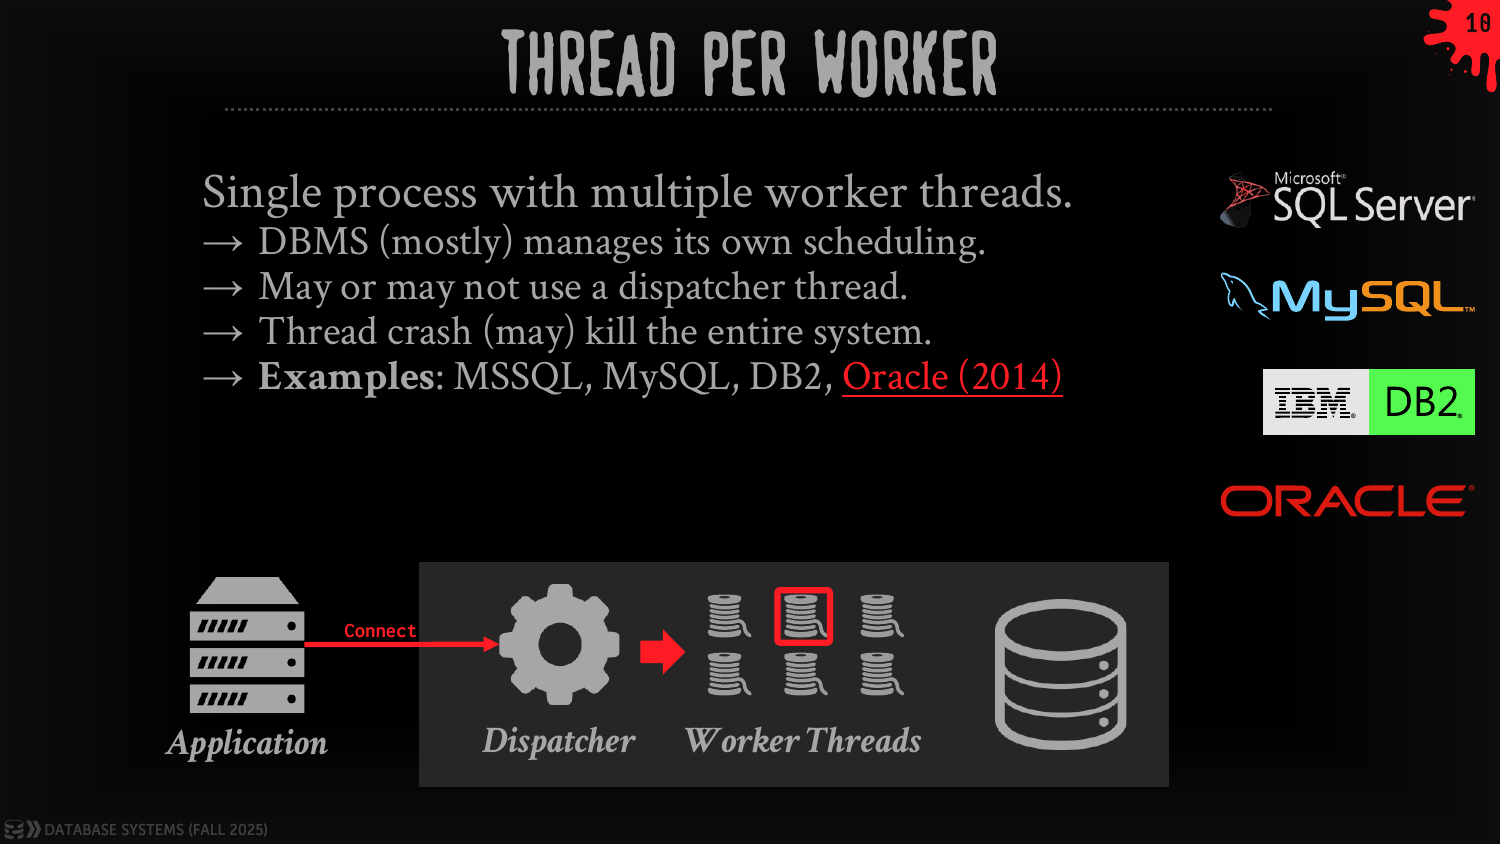 10
THREAD PER WORKER
Single process with multiple worker threads.
→ DBMS (mostly) manages its own scheduling.
→ May or may not use a dispatcher thread.
→ Thread crash (may) kill the entire system.
→ Examples: MSSQL, MySQL, DB2, Oracle (2014)
Microsoft®
SQL Server®
MySQL™
IBM® DB2®
ORACLE®
Connect
Application
Dispatcher
Worker Threads
DATABASE SYSTEMS (FALL 2025)